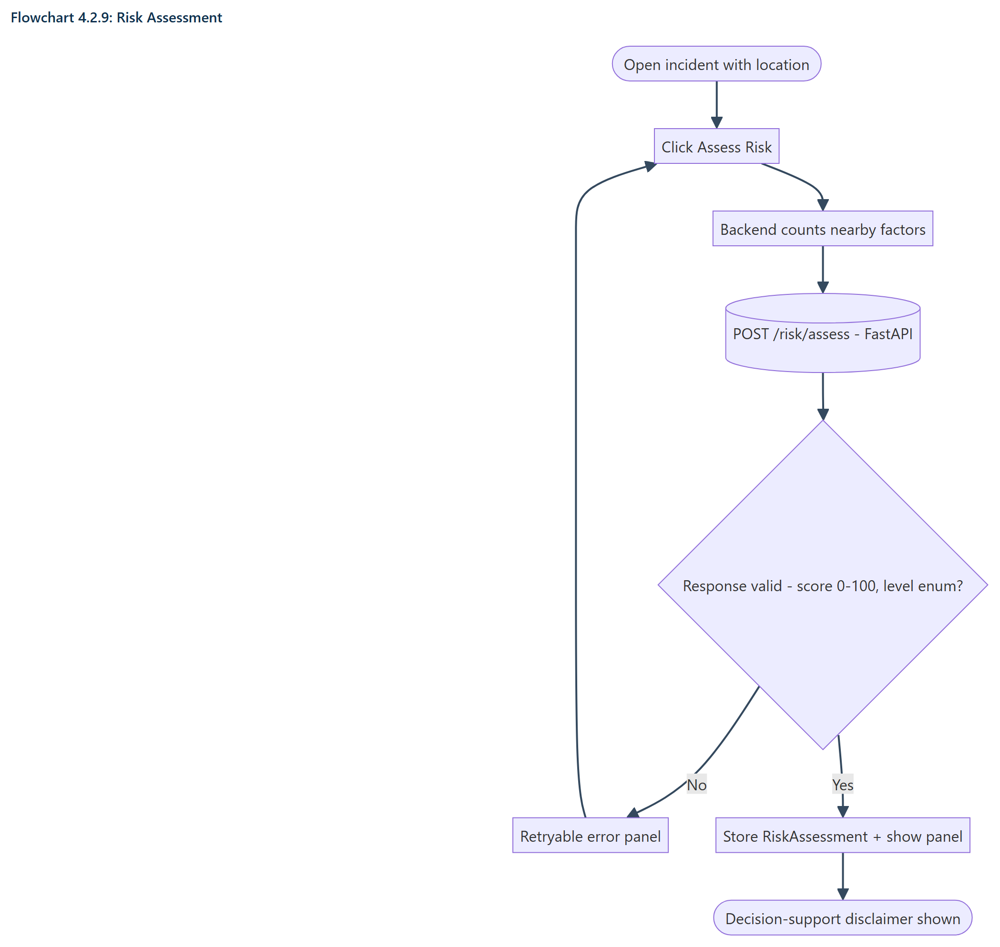 Flowchart 4.2.9: Risk Assessment
Open incident with location
Click Assess Risk
Backend counts nearby factors
POST /risk/assess - FastAPI
Response valid - score 0-100, level enum?
No
Yes
Retryable error panel
Store RiskAssessment + show panel
Decision-support disclaimer shown